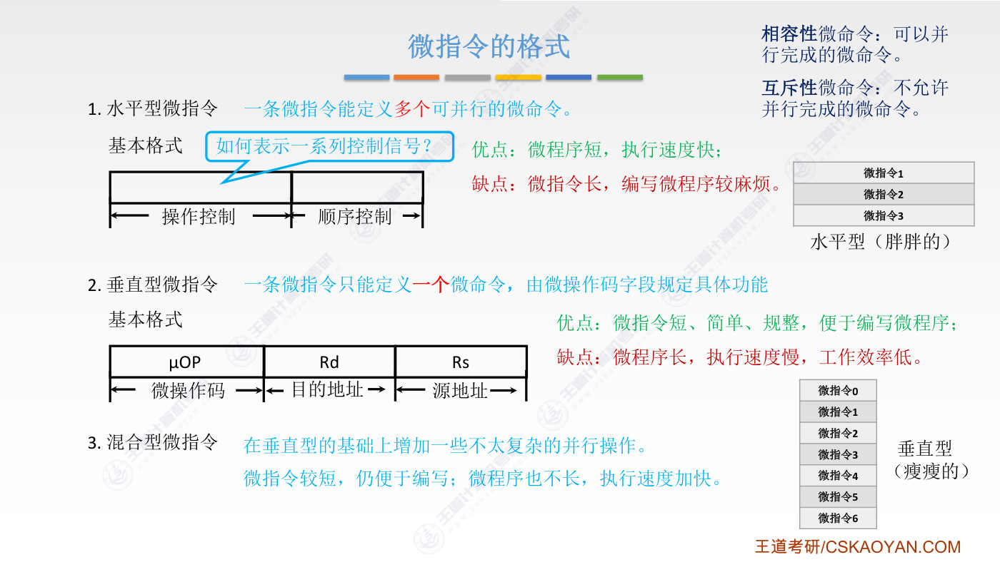 微指令的格式
相容性微命令：可以并
行完成的微命令。
互斥性微命令：不允许
并行完成的微命令。
1. 水平型微指令
一条微指令能定义多个可并行的微命令。
基本格式
如何表示一系列控制信号？
操作控制
顺序控制
优点：微程序短，执行速度快；
缺点：微指令长，编写微程序较麻烦。
微指令1
微指令2
微指令3
水平型（胖胖的）
2. 垂直型微指令
一条微指令只能定义一个微命令，由微操作码字段规定具体功能
基本格式
μOP
Rd
Rs
微操作码
目的地址
源地址
优点：微指令短、简单、规整，便于编写微程序；
缺点：微程序长，执行速度慢，工作效率低。
微指令0
微指令1
微指令2
微指令3
微指令4
微指令5
微指令6
垂直型
（瘦瘦的）
3. 混合型微指令
在垂直型的基础上增加一些不太复杂的并行操作。
微指令较短，仍便于编写；微程序也不长，执行速度加快。
王道考研/CSKAOYAN.COM